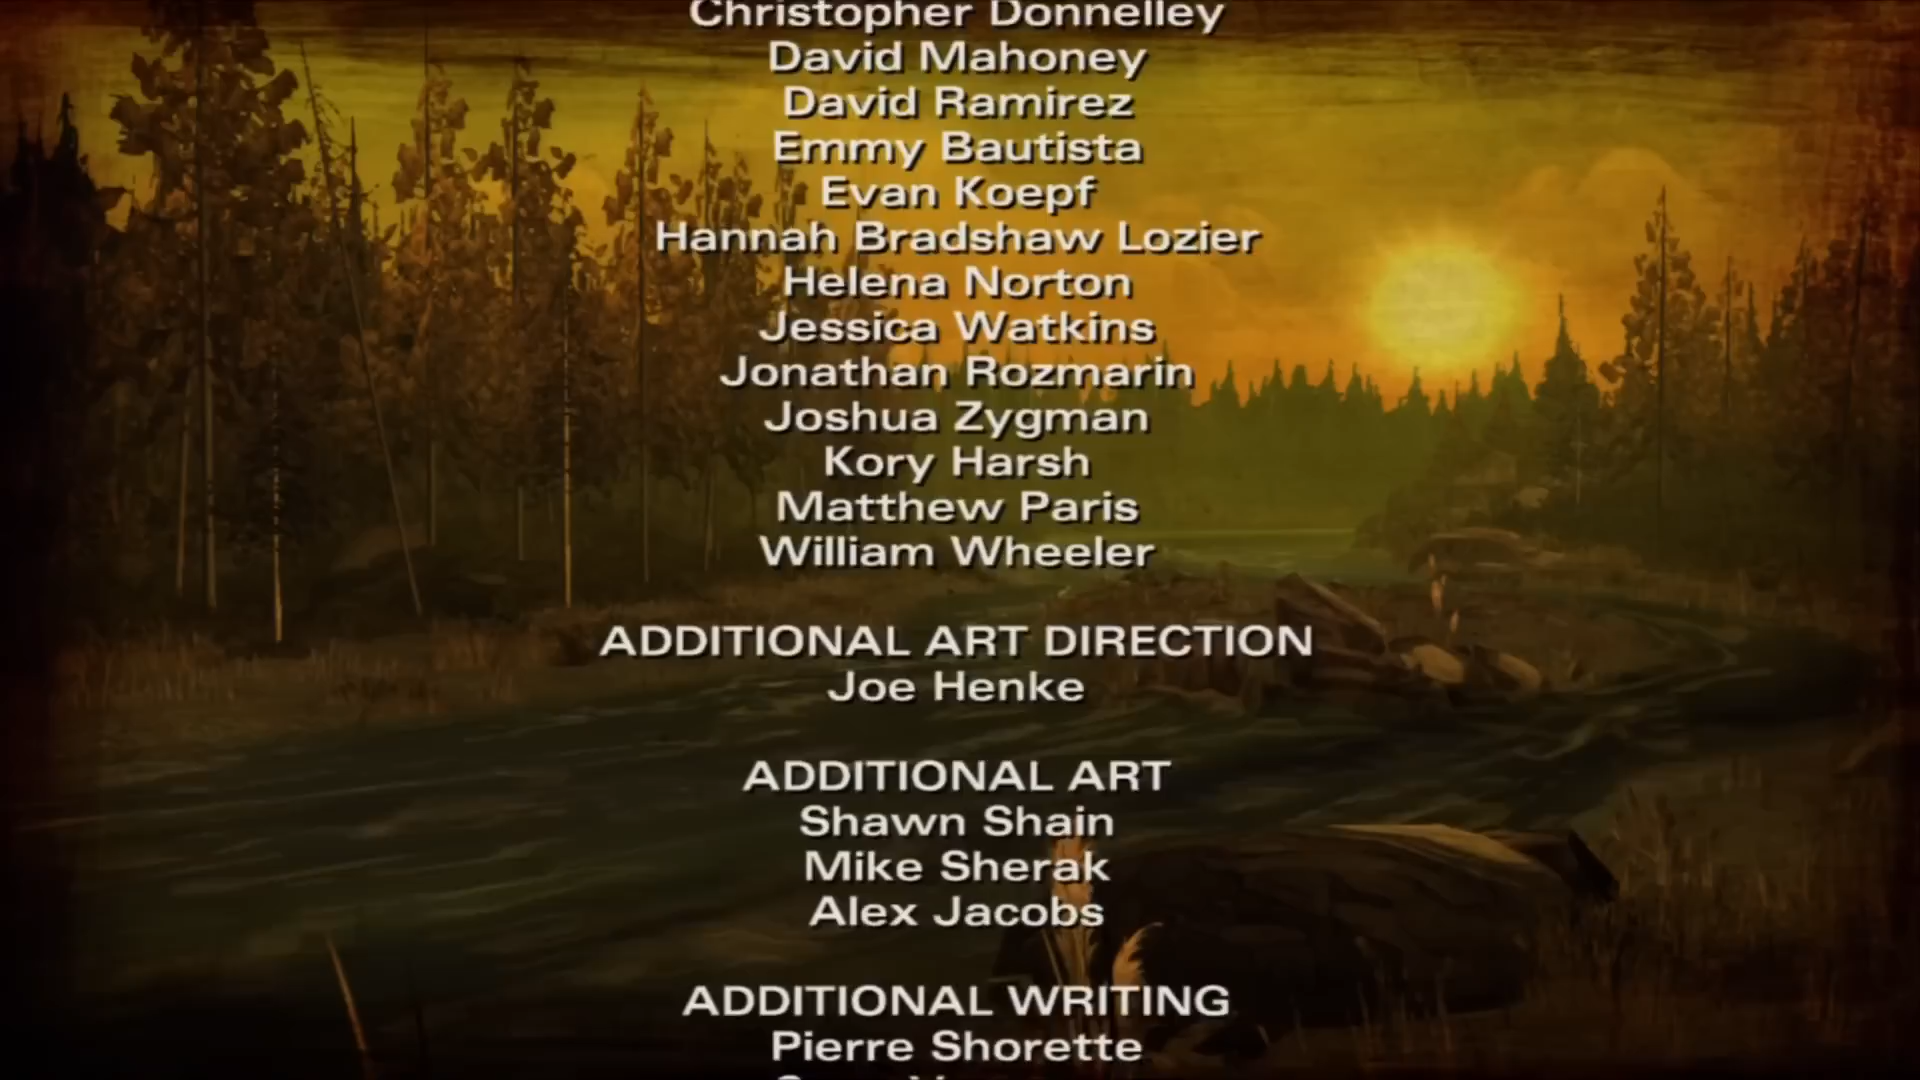 Christopher Donnelley
David Mahoney
David Ramirez
Emmy Bautista
Evan Koepf
Hannah Bradshaw Lozier
Helena Norton
Jessica Watkins
Jonathan Rozmarin
Joshua Zygman
Kory Harsh
Matthew Paris
William Wheeler
ADDITIONAL ART DIRECTION
Joe Henke
ADDITIONAL ART
Shawn Shain
Mike Sherak
Alex Jacobs
ADDITIONAL WRITING
Pierre Shorette